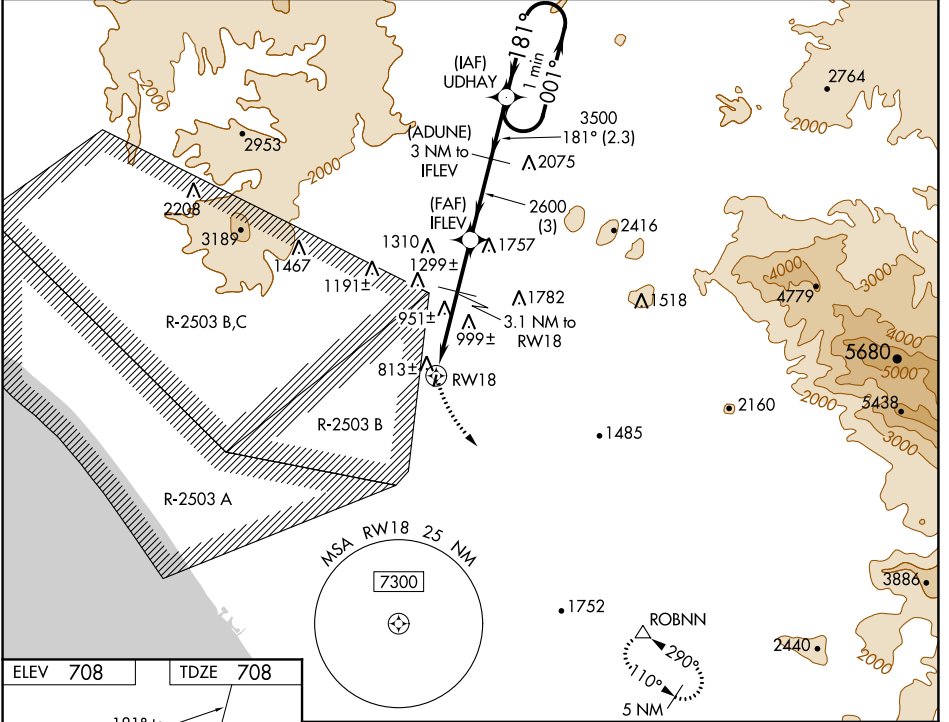 181°
1 min
001°
(IAF)
UDHAY
3500
181° (2.3)
(ADUNE)
3 NM to
IFLEV
2075
(FAF)
IFLEV
2600
(3)
2000
2953
2000
2764
2000
2208
3189
1467
1191±
1310
1299±
1757
2416
951±
1782
999±
3.1 NM to
RW18
1518
4000
3000
4779
4000
5680
5000
5438
2000
3000
R-2503 B,C
813±
RW18
R-2503 B
2160
1485
R-2503 A
MSA RW18 25 NM
7300
1752
ROBNN
290°
110°
5 NM
3886
2440
2000
ELEV 708
TDZE 708